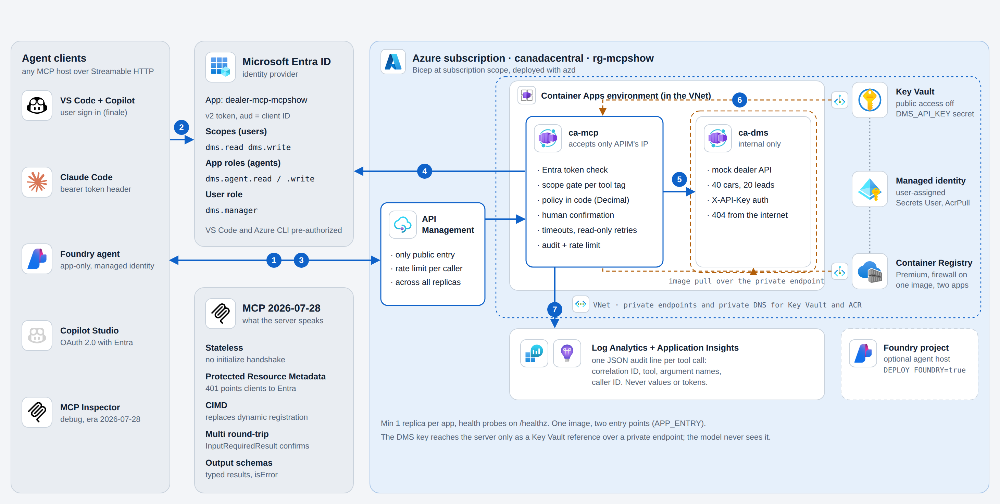 Agent clients
any MCP host over Streamable HTTP
VS Code + Copilot
user sign-in (finale)
Claude Code
bearer token header
Foundry agent
app-only, managed identity
Copilot Studio
OAuth 2.0 with Entra
MCP Inspector
debug, era 2026-07-28
2
Microsoft Entra ID
identity provider
App: dealer-mcp-mcpshow
v2 token, aud = client ID
Scopes (users)
dms.read dms.write
App roles (agents)
dms.agent.read / .write
User role
dms.manager
VS Code and Azure CLI pre-authorized
1
3
MCP 2026-07-28
what the server speaks
Stateless
no initialize handshake
Protected Resource Metadata
401 points clients to Entra
CIMD
replaces dynamic registration
Multi round-trip
InputRequiredResult confirms
Output schemas
typed results, isError
Azure subscription · canadacentral · rg-mcpshow
Bicep at subscription scope, deployed with azd
4
API
Management
· only public entry
· rate limit per caller
· across all replicas
Container Apps environment (in the VNet)
6
ca-mcp
accepts only APIM's IP
· Entra token check
· scope gate per tool tag
· policy in code (Decimal)
· human confirmation
· timeouts, read-only retries
· audit + rate limit
5
ca-dms
internal only
· mock dealer API
· 40 cars, 20 leads
· X-API-Key auth
· 404 from the internet
image pull over the private endpoint
Key Vault
public access off
DMS_API_KEY secret
Managed identity
user-assigned
Secrets User, AcrPull
Container Registry
Premium, firewall on
one image, two apps
7
VNet · private endpoints and private DNS for Key Vault and ACR
Log Analytics + Application Insights
one JSON audit line per tool call:
correlation ID, tool, argument names,
caller ID. Never values or tokens.
Foundry project
optional agent host
DEPLOY_FOUNDRY=true
Min 1 replica per app, health probes on /healthz. One image, two entry points (APP_ENTRY).
The DMS key reaches the server only as a Key Vault reference over a private endpoint; the model never sees it.